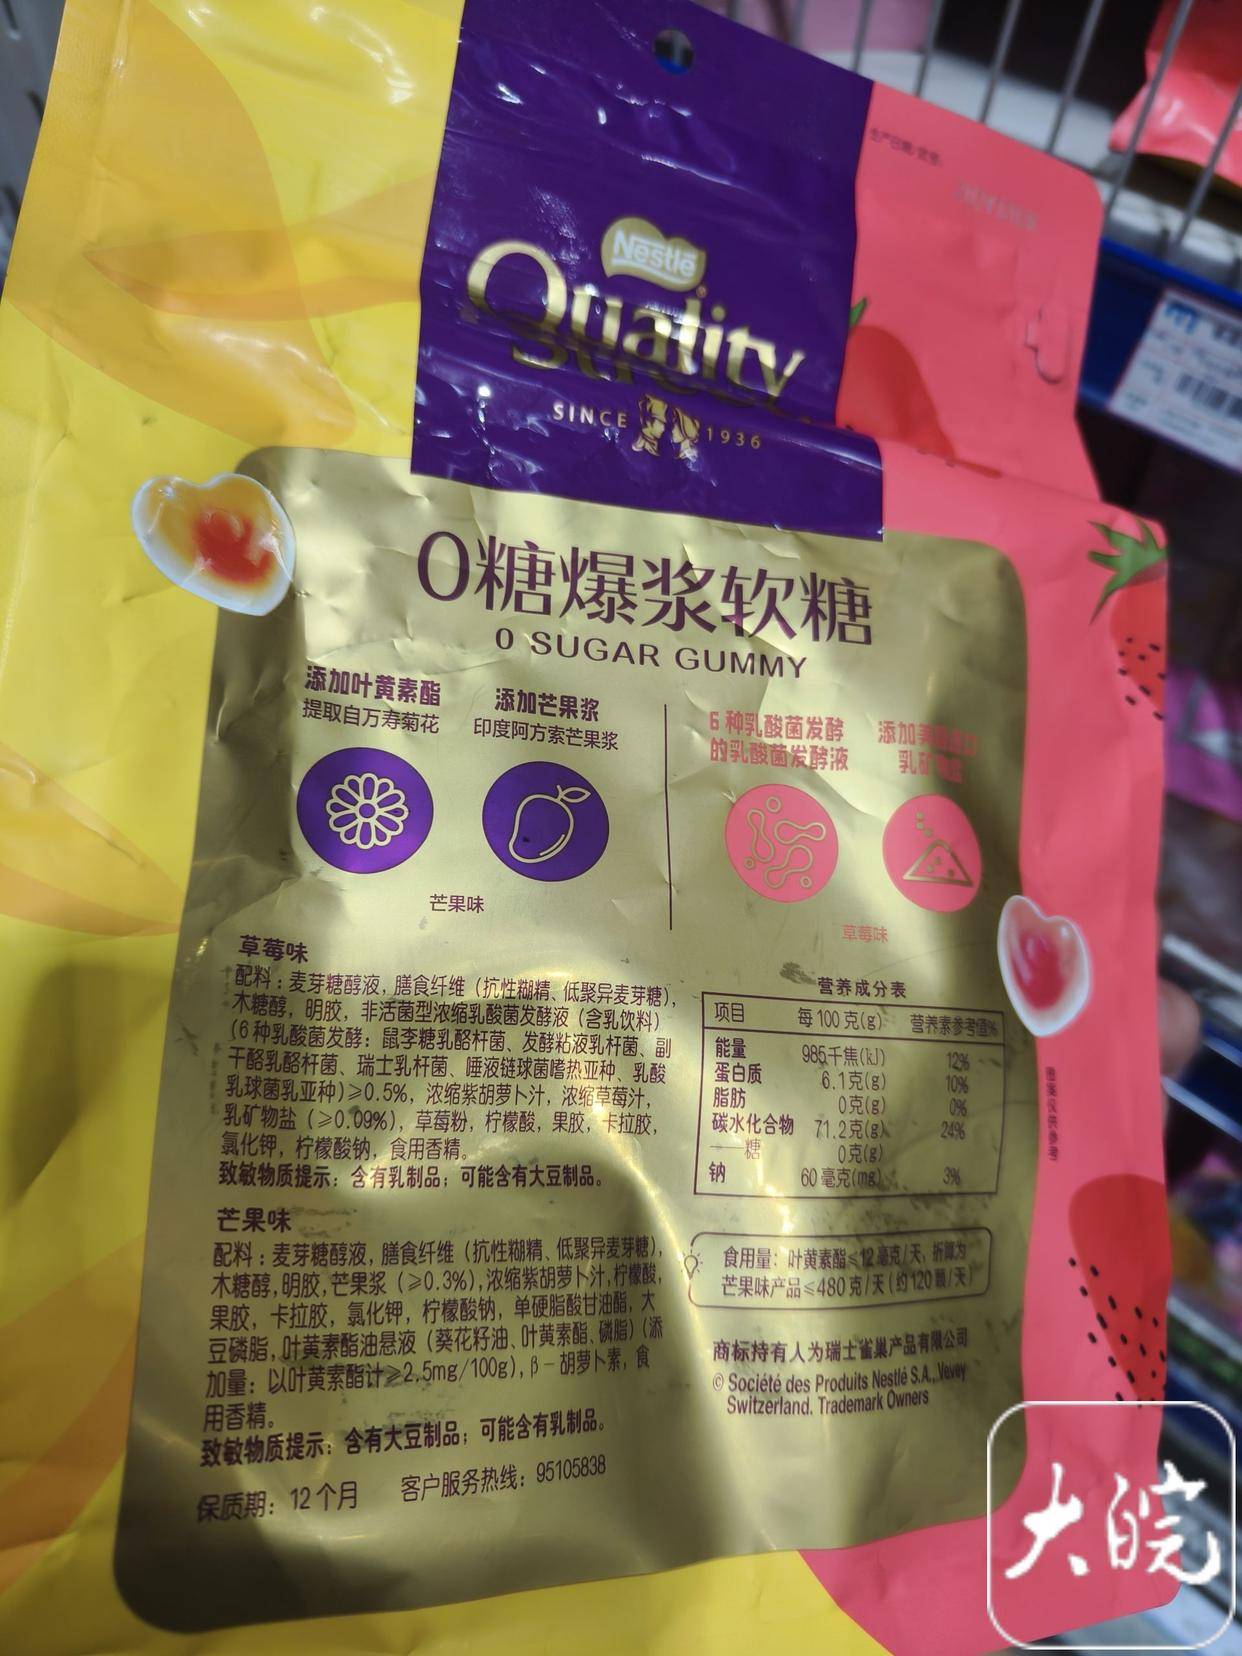 生产日期/批号:
Nestlé
Quality
Street
SINCE 1936
0糖爆浆软糖
0 SUGAR GUMMY
添加叶黄素酯
提取自万寿菊花
添加芒果浆
印度阿方索芒果浆
芒果味
6种乳酸菌发酵
的乳酸菌发酵液
添加
草莓味
草莓味
配料：麦芽糖醇液，膳食纤维（抗性糊精、低聚异麦芽糖），
木糖醇，明胶，非活菌型浓缩乳酸菌发酵液（含乳饮料）
（6种乳酸菌发酵：鼠李糖乳酪杆菌、发酵粘液乳杆菌、副
干酪乳酪杆菌、瑞士乳杆菌、唾液链球菌嗜热亚种、乳酸
乳球菌乳亚种）≥0.5%，浓缩紫胡萝卜汁，浓缩草莓汁，
乳矿物盐（≥0.09%），草莓粉，柠檬酸，果胶，卡拉胶，
氯化钾，柠檬酸钠，食用香精。
致敏物质提示：含有乳制品；可能含有大豆制品。
芒果味
配料：麦芽糖醇液，膳食纤维（抗性糊精、低聚异麦芽糖），
木糖醇，明胶，芒果浆（≥0.3%），浓缩紫胡萝卜汁，柠檬酸，
果胶，卡拉胶，氯化钾，柠檬酸钠，单硬脂酸甘油酯，大
豆磷脂，叶黄素酯油悬液（葵花籽油、叶黄素酯、磷脂）（添
加量：以叶黄素酯计≥2.5mg/100g），β－胡萝卜素，食
用香精。
致敏物质提示：含有大豆制品；可能含有乳制品。
保质期：12个月 客户服务热线：95105838
营养成分表
项目 每100克(g) 营养素参考值%
能量 985千焦(kJ) 12%
蛋白质 6.1克(g) 10%
脂肪 0克(g) 0%
碳水化合物 71.2克(g) 24%
——糖 0克(g)
钠 60毫克(mg) 3%
食用量：叶黄素酯≤12毫克/天，折算为
芒果味产品≤480克/天（约120颗/天）
商标持有人为瑞士雀巢产品有限公司
© Société des Produits Nestlé S.A., Vevey
Switzerland. Trademark Owners
图案仅供参考
大皖